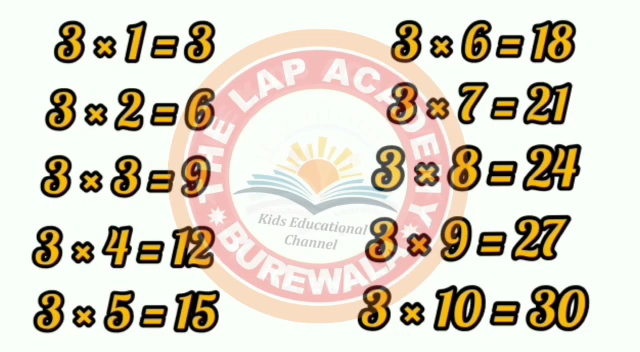 3 × 1 = 3
3 × 2 = 6
3 × 3 = 9
3 × 4 = 12
3 × 5 = 15
3 × 6 = 18
3 × 7 = 21
3 × 8 = 24
3 × 9 = 27
3 × 10 = 30
THE LAP ACADEMY
Kids Educational
Channel
BUREWALA